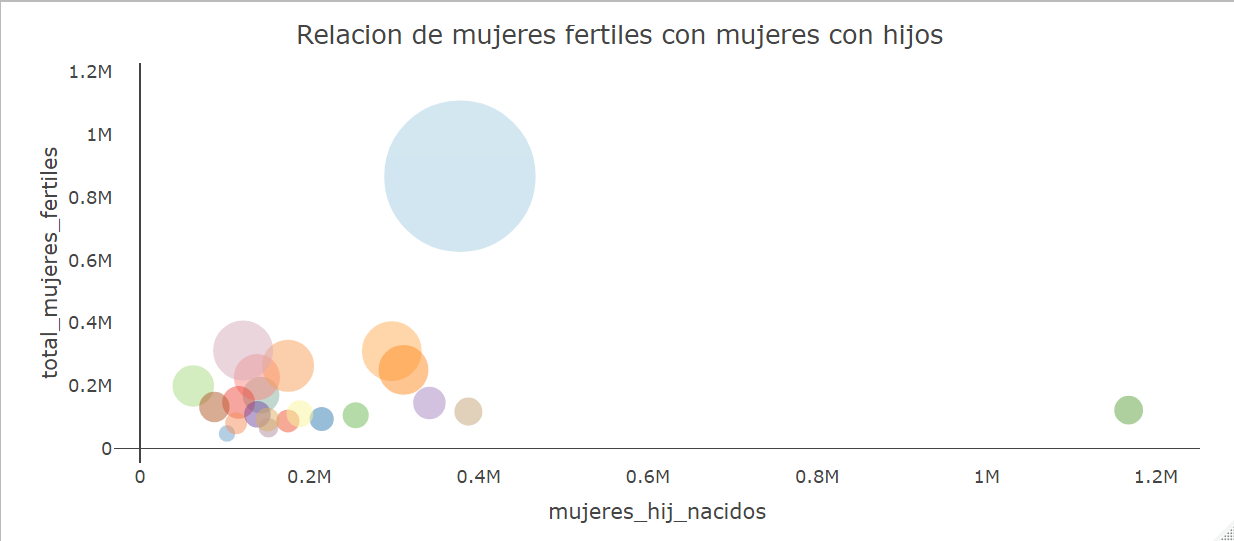 Relacion de mujeres fertiles con mujeres con hijos
1.2M
1M
0.8M
0.6M
0.4M
0.2M
0
total_mujeres_fertiles
0
0.2M
0.4M
0.6M
0.8M
1M
1.2M
mujeres_hij_nacidos